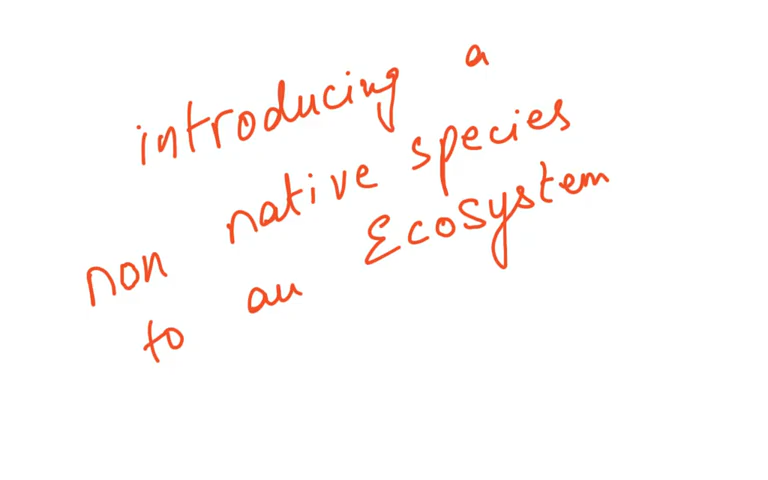 introducing a
non native species
to an Ecosystem